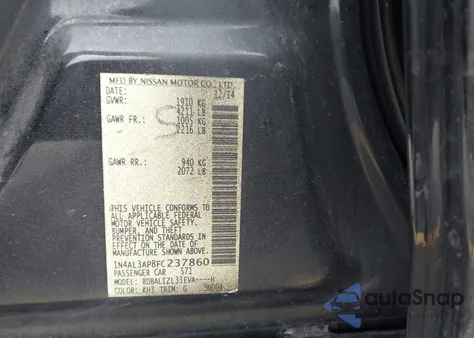 MFD BY NISSAN MOTOR CO., LTD.
DATE: 12/14
GVWR: 1910 KG
4211 LB
GAWR FR.: 1005 KG
2216 LB
GAWR RR.: 940 KG
2072 LB
THIS VEHICLE CONFORMS TO
ALL APPLICABLE FEDERAL
MOTOR VEHICLE SAFETY,
BUMPER, AND THEFT
PREVENTION STANDARDS IN
EFFECT ON THE DATE OF
MANUFACTURE SHOWN ABOVE.
1N4AL3AP8FC237860
PASSENGER CAR S71
MODEL: BDBALTZL33EVA----H
COLOR: KH3 TRIM: G
autoSnap